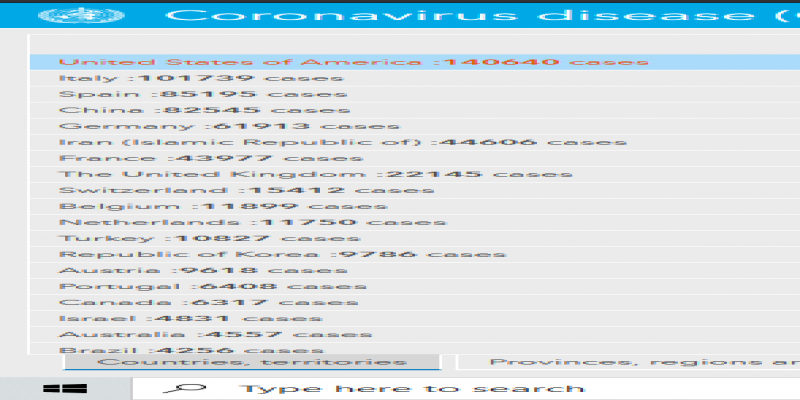 Coronavirus disease (
United States of America :140640 cases
Italy :101739 cases
Spain :85195 cases
China :82545 cases
Germany :61913 cases
Iran (Islamic Republic of) :44606 cases
France :43977 cases
The United Kingdom :22145 cases
Switzerland :15412 cases
Belgium :11899 cases
Netherlands :11750 cases
Turkey :10827 cases
Republic of Korea :9786 cases
Austria :9618 cases
Portugal :6408 cases
Canada :6317 cases
Israel :4831 cases
Australia :4557 cases
Brazil :4256 cases
Countries, territories Provinces, regions
Type here to search